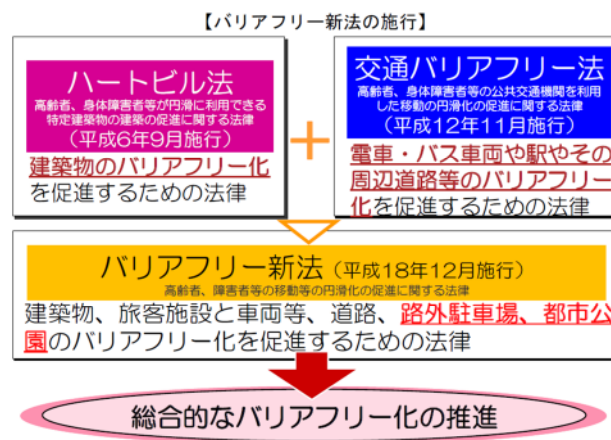 【バリアフリー新法の施行】
ハートビル法
高齢者、身体障害者等が円滑に利用できる
特定建築物の建築の促進に関する法律
(平成6年9月施行)
建築物のバリアフリー化
を促進するための法律
+
交通バリアフリー法
高齢者、身体障害者等の公共交通機関を利用
した移動の円滑化の促進に関する法律
(平成12年11月施行)
電車・バス車両や駅やその
周辺道路等のバリアフリー
化を促進するための法律
バリアフリー新法(平成18年12月施行)
高齢者、障害者等の移動等の円滑化の促進に関する法律
建築物、旅客施設と車両等、道路、路外駐車場、都市公
園のバリアフリー化を促進するための法律
総合的なバリアフリー化の推進